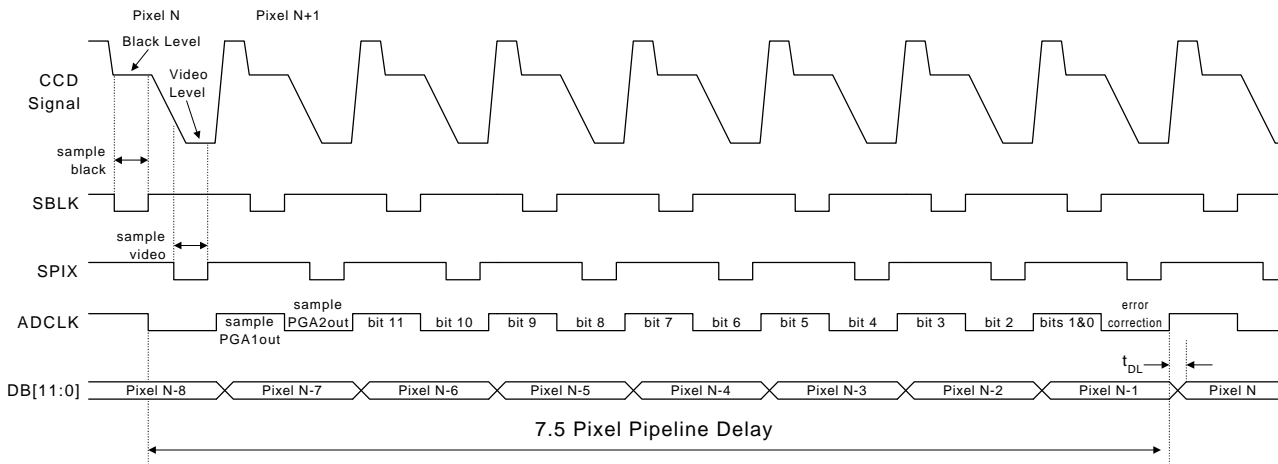 Pixel N
Pixel N+1
Black Level
CCD
Signal
Video
Level
sample
black
SBLK
sample
video
SPIX
ADCLK
sample
PGA1out
sample
PGA2out
bit 11
bit 10
bit 9
bit 8
bit 7
bit 6
bit 5
bit 4
bit 3
bit 2
bits 1&0
error
correction
tDL
DB[11:0]
Pixel N-8
Pixel N-7
Pixel N-6
Pixel N-5
Pixel N-4
Pixel N-3
Pixel N-2
Pixel N-1
Pixel N
7.5 Pixel Pipeline Delay